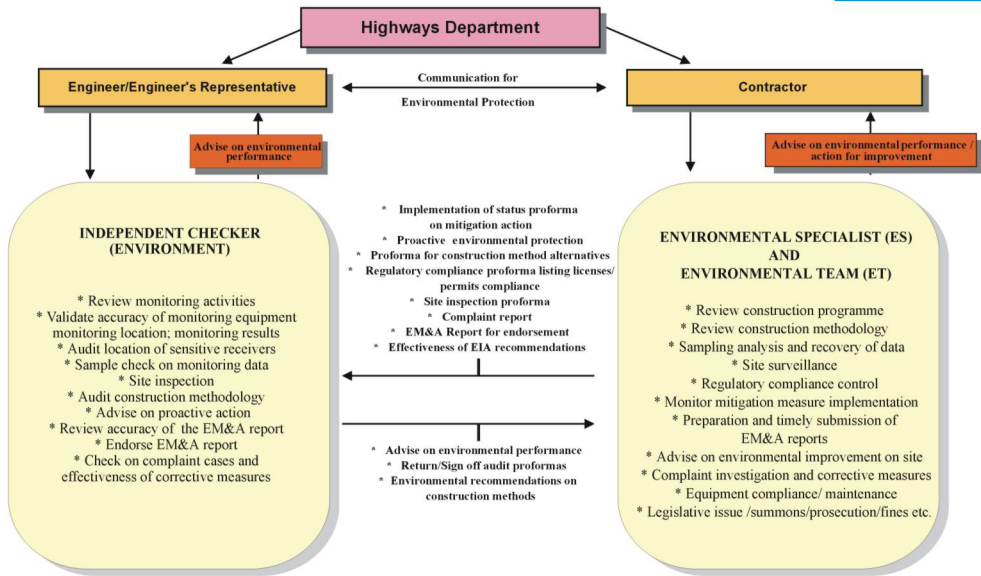 Highways Department
Engineer/Engineer's Representative
Communication for
Environmental Protection
Contractor
Advise on environmental
performance
Advise on environmental performance /
action for improvement
INDEPENDENT CHECKER
(ENVIRONMENT)
* Review monitoring activities
* Validate accuracy of monitoring equipment
monitoring location; monitoring results
* Audit location of sensitive receivers
* Sample check on monitoring data
* Site inspection
* Audit construction methodology
* Advise on proactive action
* Review accuracy of the EM&A report
* Endorse EM&A report
* Check on complaint cases and
effectiveness of corrective measures
* Implementation of status proforma
on mitigation action
* Proactive environmental protection
* Proforma for construction method alternatives
* Regulatory compliance proforma listing licenses/
permits compliance
* Site inspection proforma
* Complaint report
* EM&A Report for endorsement
* Effectiveness of EIA recommendations
* Advise on environmental performance
* Return/Sign off audit proformas
* Environmental recommendations on
construction methods
ENVIRONMENTAL SPECIALIST (ES)
AND
ENVIRONMENTAL TEAM (ET)
* Review construction programme
* Review construction methodology
* Sampling analysis and recovery of data
* Site surveillance
* Regulatory compliance control
* Monitor mitigation measure implementation
* Preparation and timely submission of
EM&A reports
* Advise on environmental improvement on site
* Complaint investigation and corrective measures
* Equipment compliance/ maintenance
* Legislative issue /summons/prosecution/fines etc.